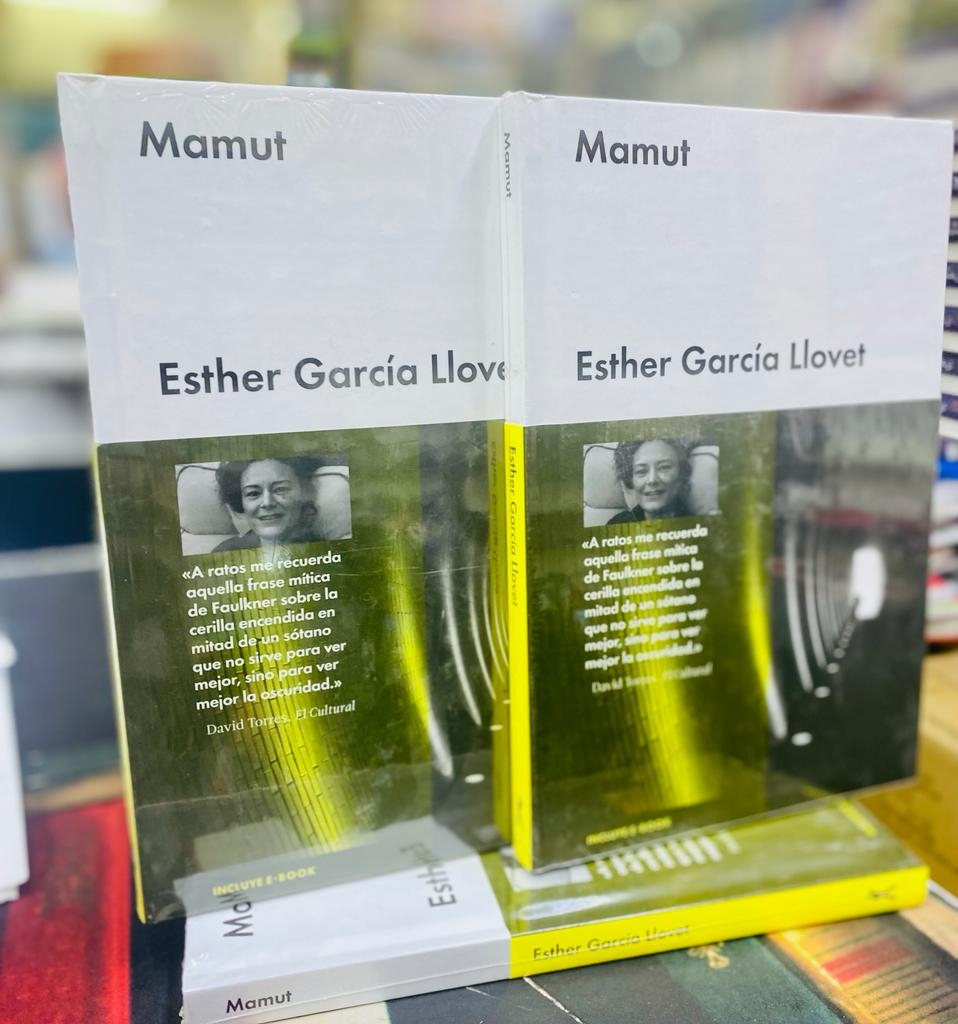 Mamut
Esther García Llove
«A ratos me recuerda
aquella frase mítica
de Faulkner sobre la
cerilla encendida en
mitad de un sótano
que no sirve para ver
mejor, sino para ver
mejor la oscuridad.»
David Torres, El Cultural
INCLUYE E-BOOK
Mamut
Esther García Llovet
Mamut
Esther García Llovet
«A ratos me recuerda
aquella frase mítica
de Faulkner sobre la
cerilla encendida en
mitad de un sótano
que no sirve para ver
mejor, sino para ver
mejor la oscuridad.»
David Torres, El Cultural
INCLUYE E-BOOK
Ma
Esther
Mamut
Esther García Llovet